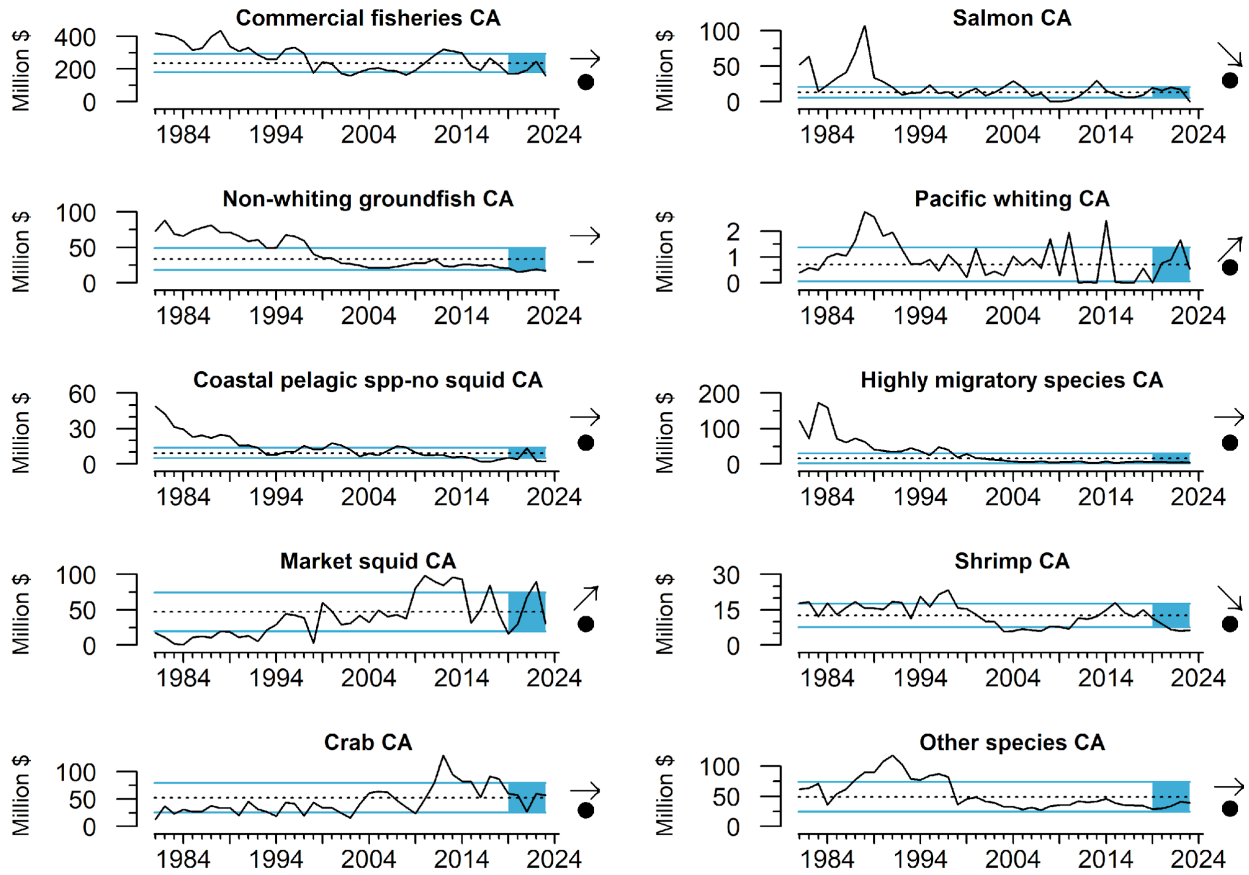 Commercial fisheries CA
Million $
400
200
0
1984 1994 2004 2014 2024
Salmon CA
Million $
100
50
0
1984 1994 2004 2014 2024
Non-whiting groundfish CA
Million $
100
50
0
1984 1994 2004 2014 2024
Pacific whiting CA
Million $
2
1
0
1984 1994 2004 2014 2024
Coastal pelagic spp-no squid CA
Million $
60
30
0
1984 1994 2004 2014 2024
Highly migratory species CA
Million $
200
100
0
1984 1994 2004 2014 2024
Market squid CA
Million $
100
50
0
1984 1994 2004 2014 2024
Shrimp CA
Million $
30
15
0
1984 1994 2004 2014 2024
Crab CA
Million $
100
50
0
1984 1994 2004 2014 2024
Other species CA
Million $
100
50
0
1984 1994 2004 2014 2024